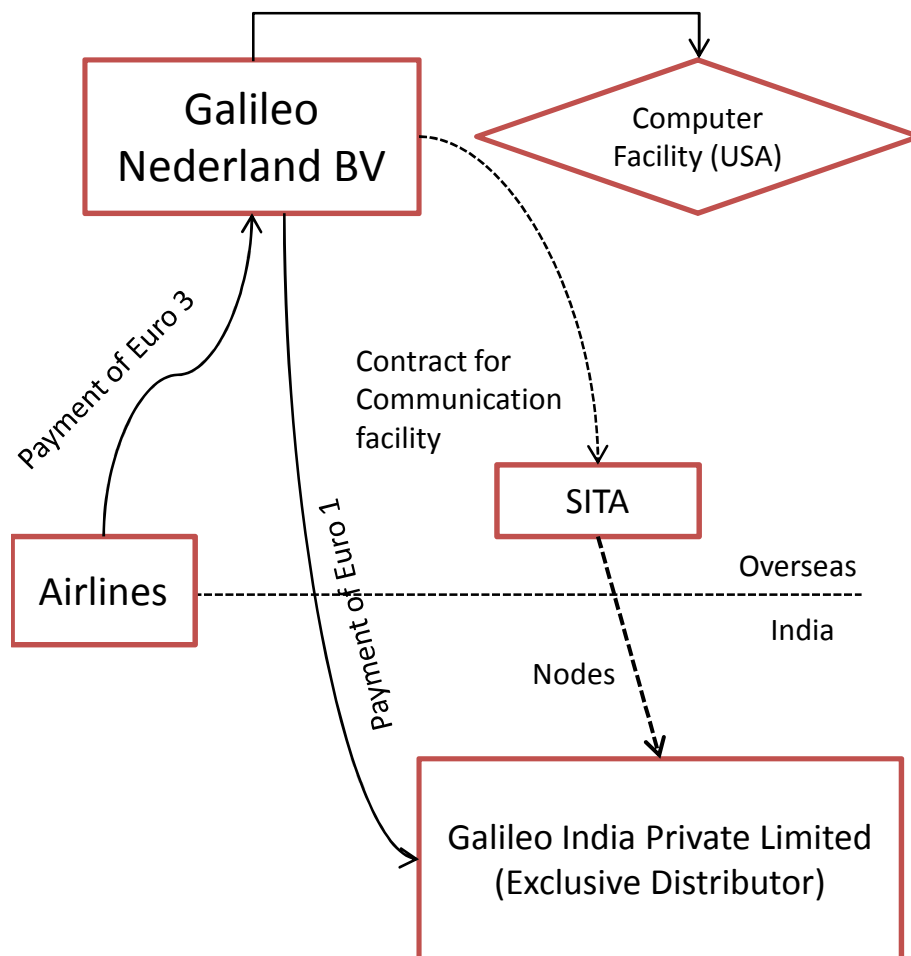 Galileo
Nederland BV
Computer
Facility (USA)
Payment of Euro 3
Contract for
Communication
facility
SITA
Payment of Euro 1
Airlines
Overseas
India
Nodes
Galileo India Private Limited
(Exclusive Distributor)